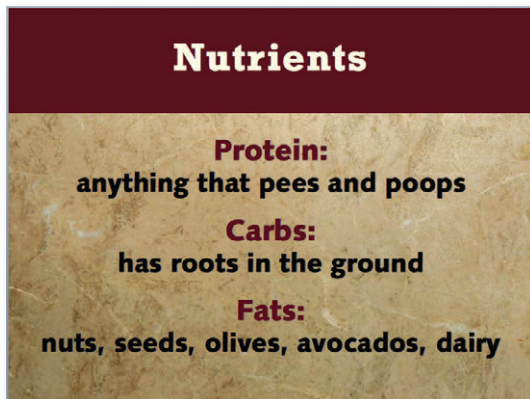 Nutrients
Protein:
anything that pees and poops
Carbs:
has roots in the ground
Fats:
nuts, seeds, olives, avocados, dairy